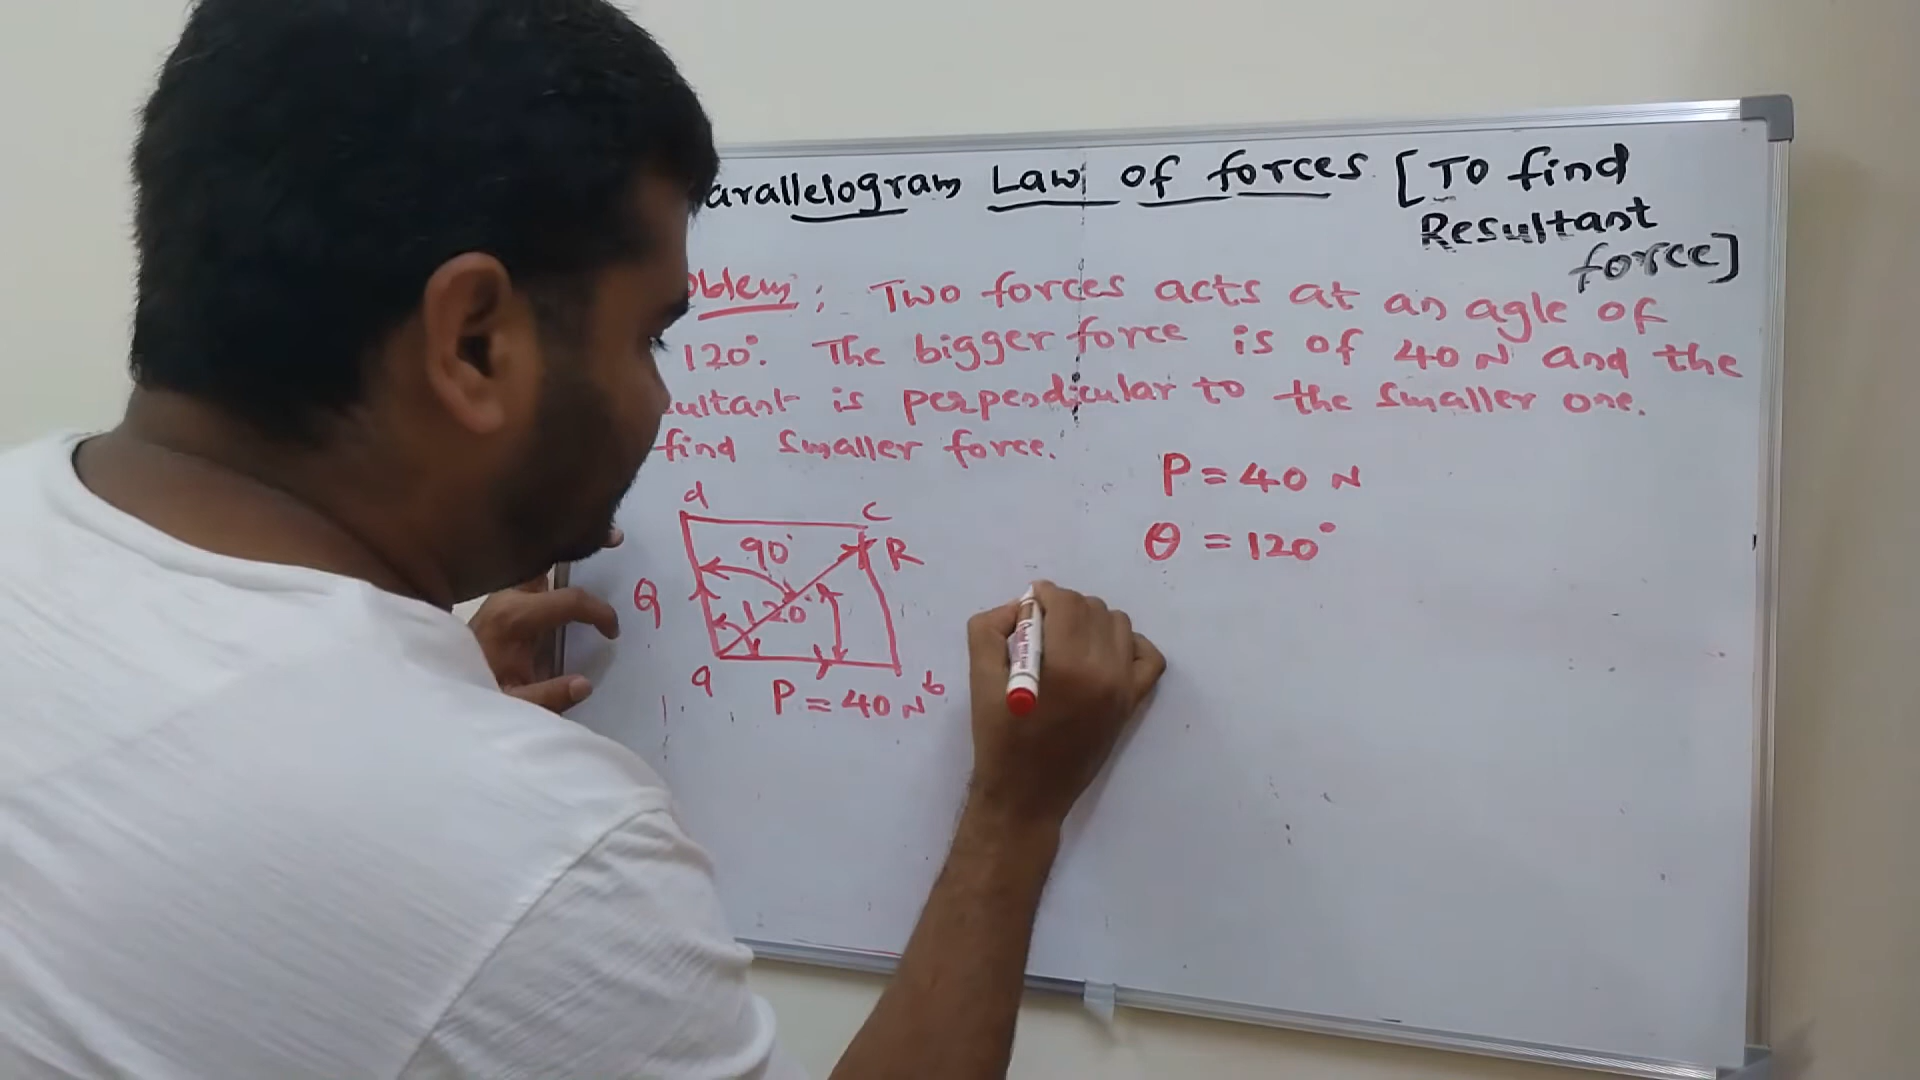 arallelogram Law of forces [TO find
Resultant
force]
oblem: Two forces acts at an agle of
120°. The bigger force is of 40 N and the
ultant is perpendicular to the smaller one.
find smaller force.
P = 40 N
θ = 120°
d
C
90°
R
Q
120°
a
P = 40 N
b